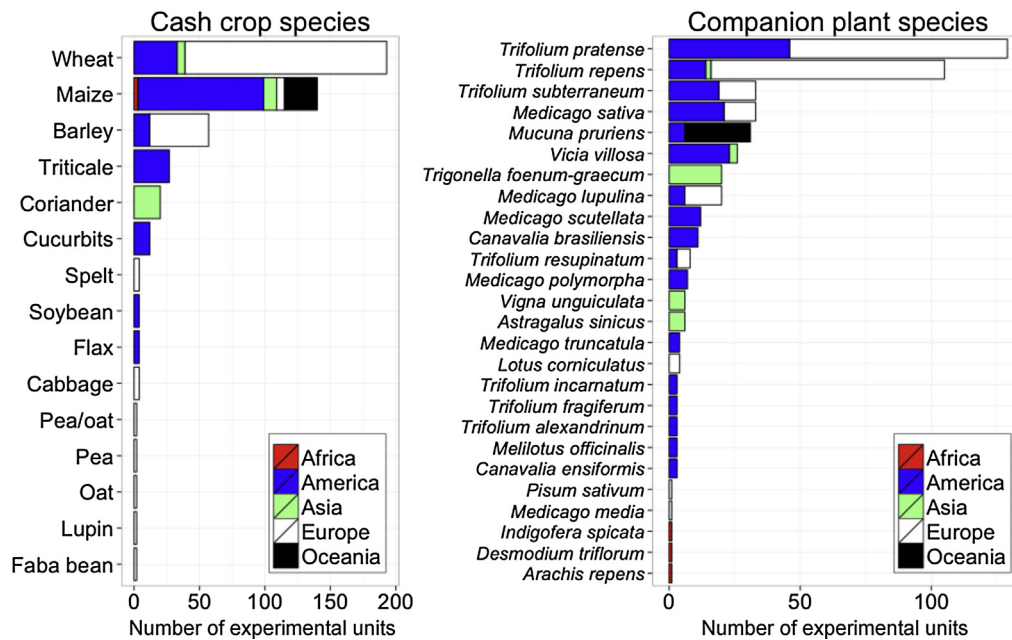 Cash crop species
Wheat
Maize
Barley
Triticale
Coriander
Cucurbits
Spelt
Soybean
Flax
Cabbage
Pea/oat
Pea
Oat
Lupin
Faba bean
Africa
America
Asia
Europe
Oceania
0 50 100 150 200
Number of experimental units
Companion plant species
Trifolium pratense
Trifolium repens
Trifolium subterraneum
Medicago sativa
Mucuna pruriens
Vicia villosa
Trigonella foenum-graecum
Medicago lupulina
Medicago scutellata
Canavalia brasiliensis
Trifolium resupinatum
Medicago polymorpha
Vigna unguiculata
Astragalus sinicus
Medicago truncatula
Lotus corniculatus
Trifolium incarnatum
Trifolium fragiferum
Trifolium alexandrinum
Melilotus officinalis
Canavalia ensiformis
Pisum sativum
Medicago media
Indigofera spicata
Desmodium triflorum
Arachis repens
Africa
America
Asia
Europe
Oceania
0 50 100
Number of experimental units